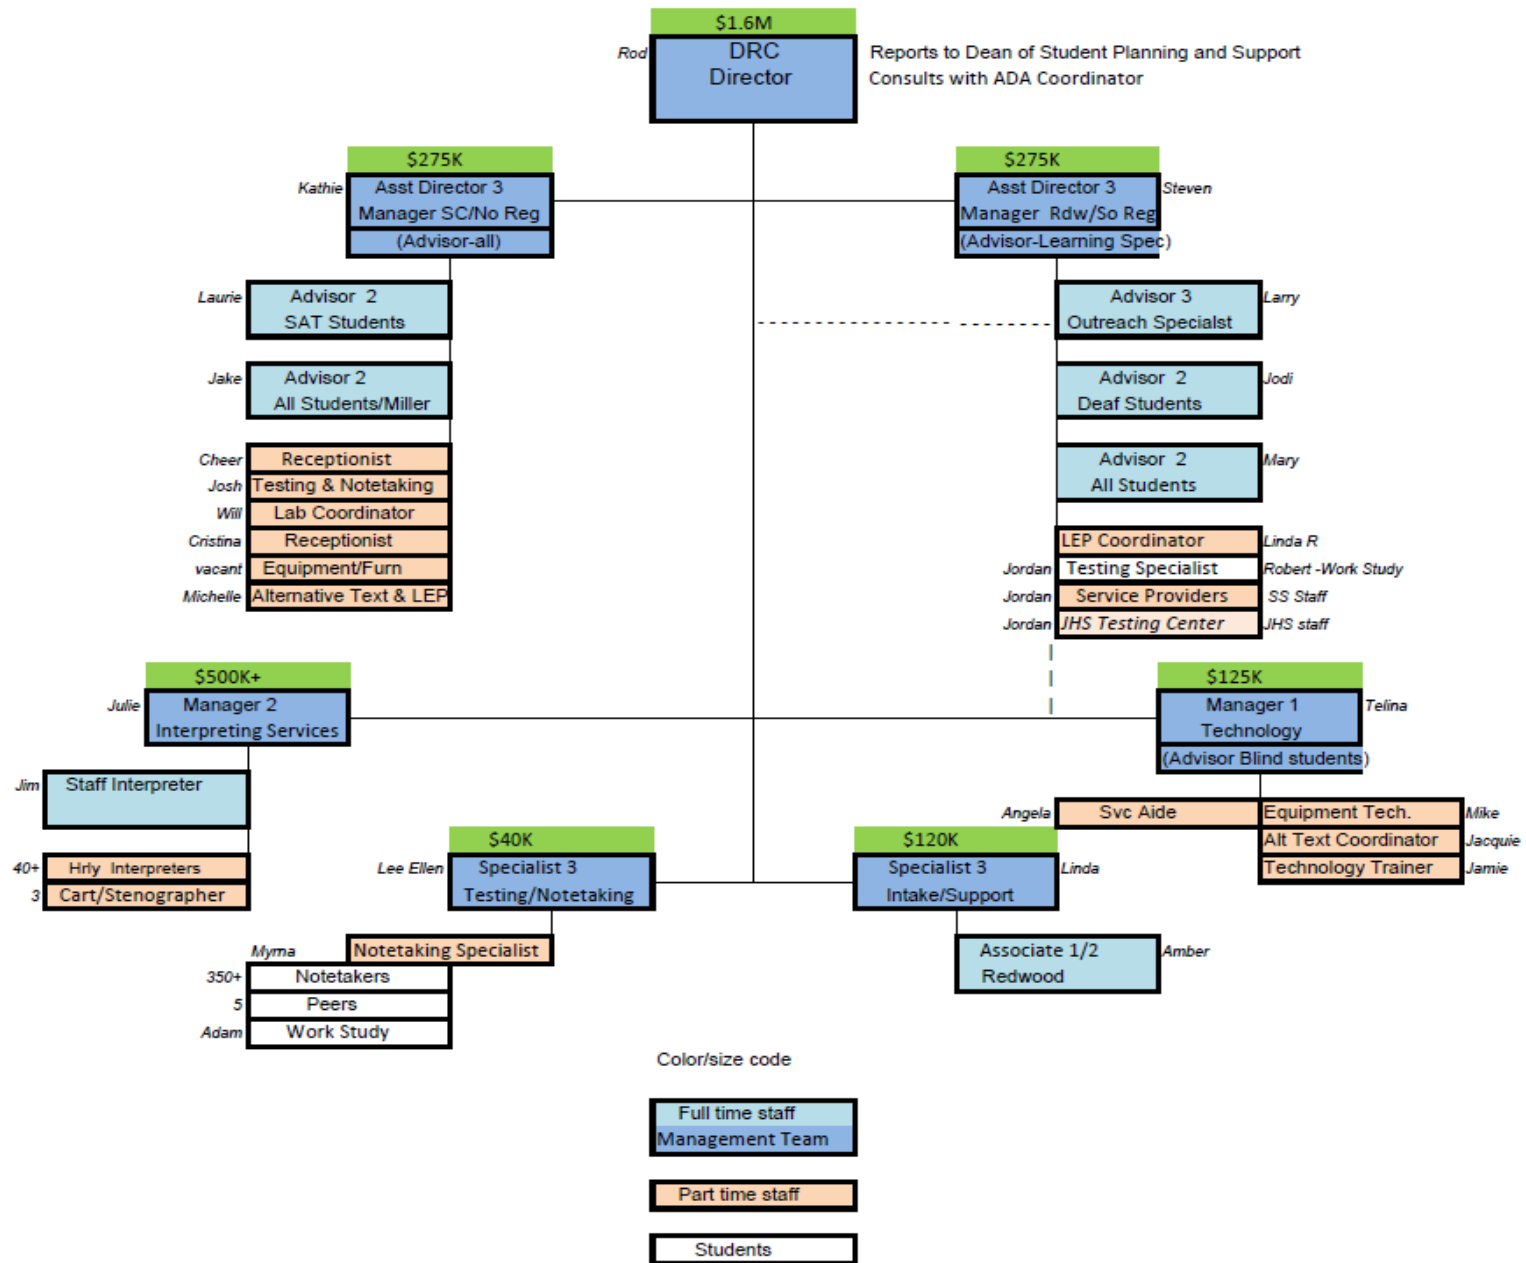 $1.6M
Rod
DRC
Director
Reports to Dean of Student Planning and Support
Consults with ADA Coordinator
$275K
Kathie
Asst Director 3
Manager SC/No Reg
(Advisor-all)
$275K
Asst Director 3
Steven
Manager Rdw/So Reg
(Advisor-Learning Spec)
Laurie
Advisor 2
SAT Students
Advisor 3
Larry
Outreach Specialst
Jake
Advisor 2
All Students/Miller
Advisor 2
Jodi
Deaf Students
Advisor 2
Mary
All Students
Cheer
Receptionist
Josh
Testing & Notetaking
Will
Lab Coordinator
Cristina
Receptionist
vacant
Equipment/Furn
Michelle
Alternative Text & LEP
LEP Coordinator
Linda R
Jordan
Testing Specialist
Robert -Work Study
Jordan
Service Providers
SS Staff
Jordan
JHS Testing Center
JHS staff
$500K+
Julie
Manager 2
Interpreting Services
$125K
Manager 1
Telina
Technology
(Advisor Blind students)
Jim
Staff Interpreter
40+
Hrly Interpreters
3
Cart/Stenographer
Angela
Svc Aide
Equipment Tech.
Mike
Alt Text Coordinator
Jacquie
Technology Trainer
Jamie
$40K
Lee Ellen
Specialist 3
Testing/Notetaking
$120K
Specialist 3
Linda
Intake/Support
Myrna
Notetaking Specialist
350+
Notetakers
5
Peers
Adam
Work Study
Associate 1/2
Amber
Redwood
Color/size code
Full time staff
Management Team
Part time staff
Students